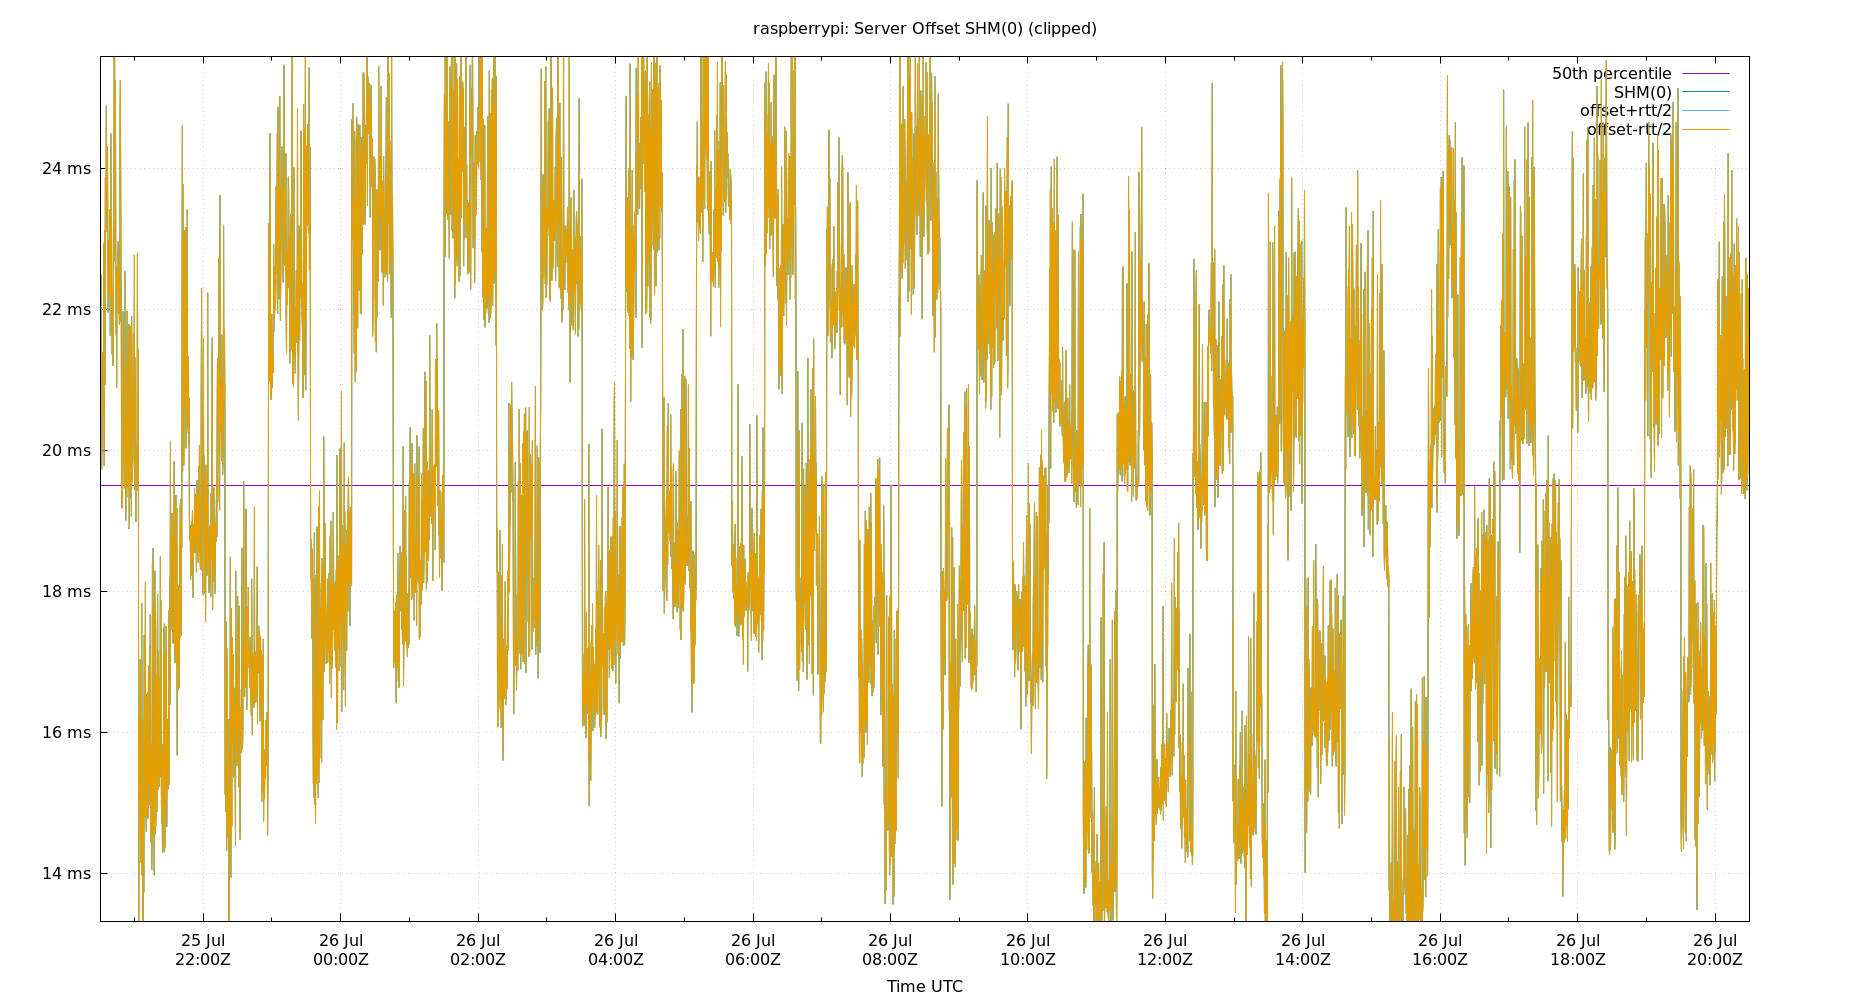 raspberrypi: Server Offset SHM(0) (clipped)
50th percentile
SHM(0)
offset+rtt/2
offset-rtt/2
24 ms
22 ms
20 ms
18 ms
16 ms
14 ms
25 Jul 26 Jul 26 Jul 26 Jul 26 Jul 26 Jul 26 Jul 26 Jul 26 Jul 26 Jul 26 Jul 26 Jul
22:00Z 00:00Z 02:00Z 04:00Z 06:00Z 08:00Z 10:00Z 12:00Z 14:00Z 16:00Z 18:00Z 20:00Z
Time UTC